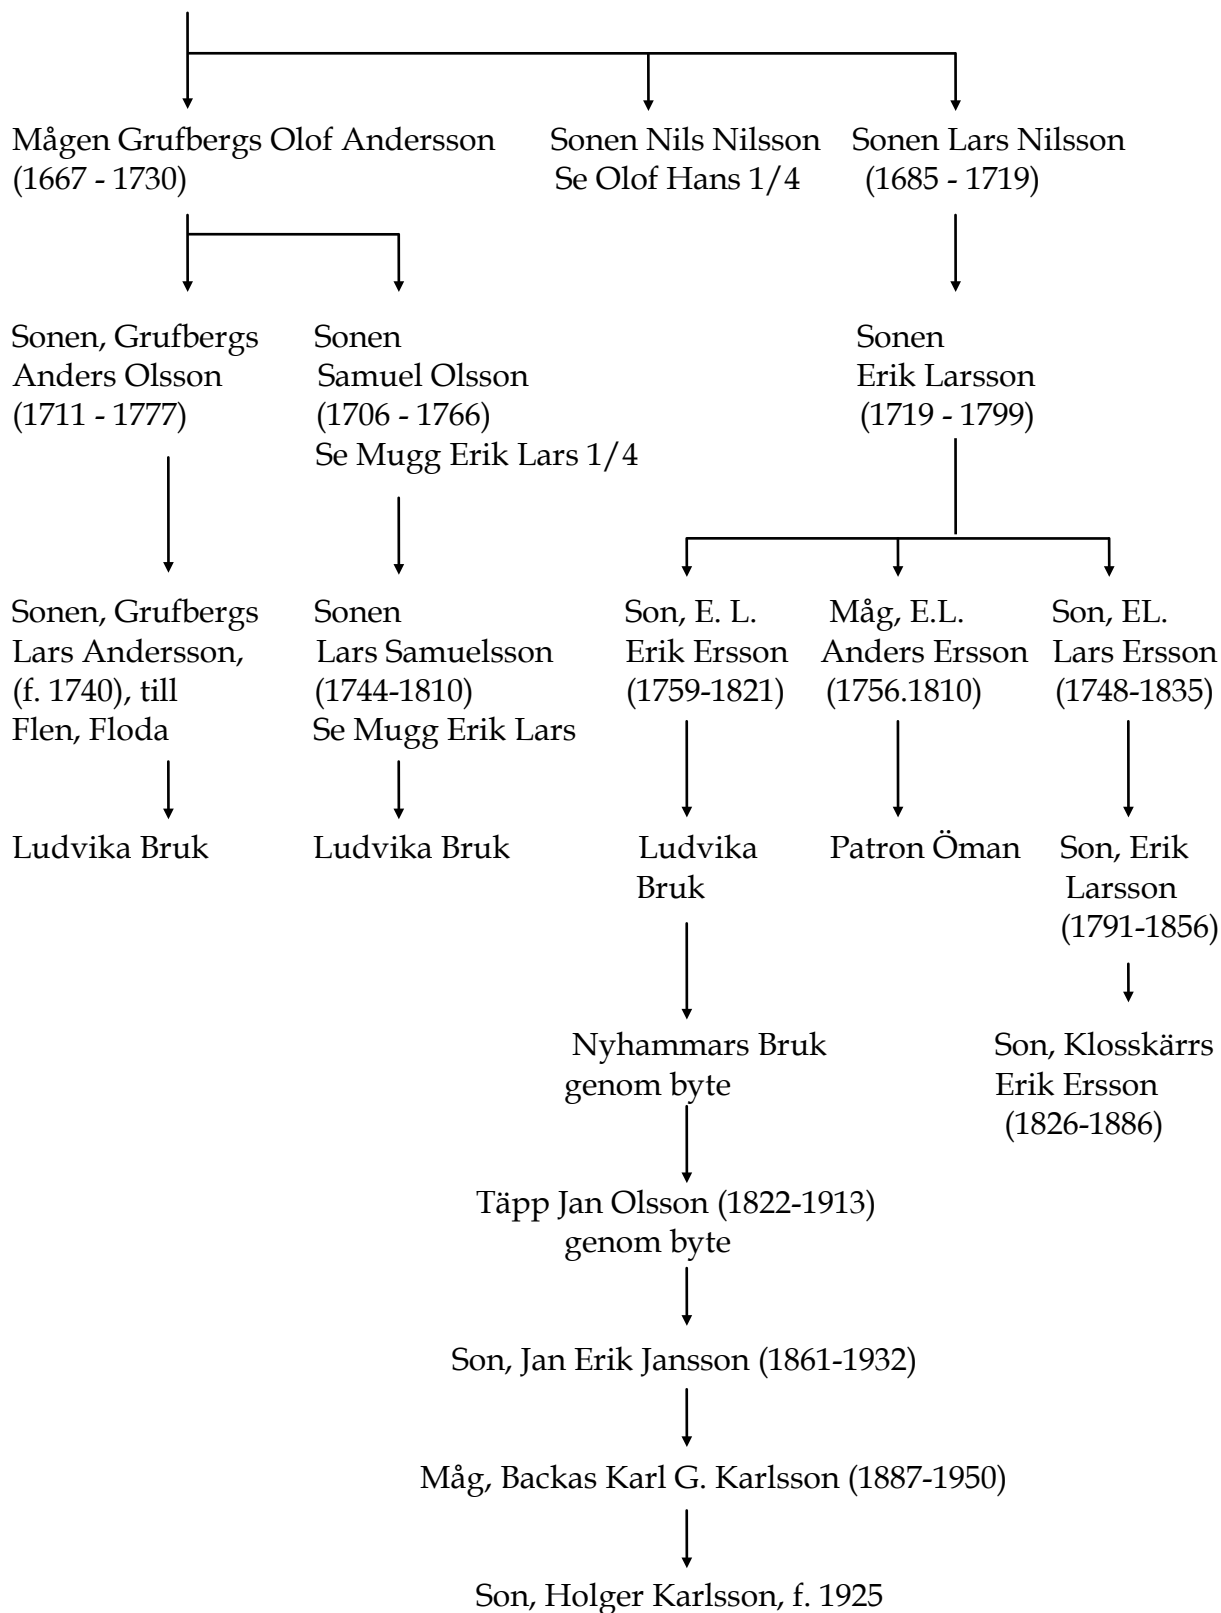 Mågen Grufbergs Olof Andersson
(1667 - 1730)
Sonen Nils Nilsson
Se Olof Hans 1/4
Sonen Lars Nilsson
(1685 - 1719)
Sonen, Grufbergs
Anders Olsson
(1711 - 1777)
Sonen
Samuel Olsson
(1706 - 1766)
Se Mugg Erik Lars 1/4
Sonen
Erik Larsson
(1719 - 1799)
Sonen, Grufbergs
Lars Andersson,
(f. 1740), till
Flen, Floda
Sonen
Lars Samuelsson
(1744-1810)
Se Mugg Erik Lars
Son, E. L.
Erik Ersson
(1759-1821)
Måg, E.L.
Anders Ersson
(1756.1810)
Son, EL.
Lars Ersson
(1748-1835)
Ludvika Bruk
Ludvika Bruk
Ludvika
Bruk
Patron Öman
Son, Erik
Larsson
(1791-1856)
Nyhammars Bruk
genom byte
Son, Klosskärrs
Erik Ersson
(1826-1886)
Täpp Jan Olsson (1822-1913)
genom byte
Son, Jan Erik Jansson (1861-1932)
Måg, Backas Karl G. Karlsson (1887-1950)
Son, Holger Karlsson, f. 1925